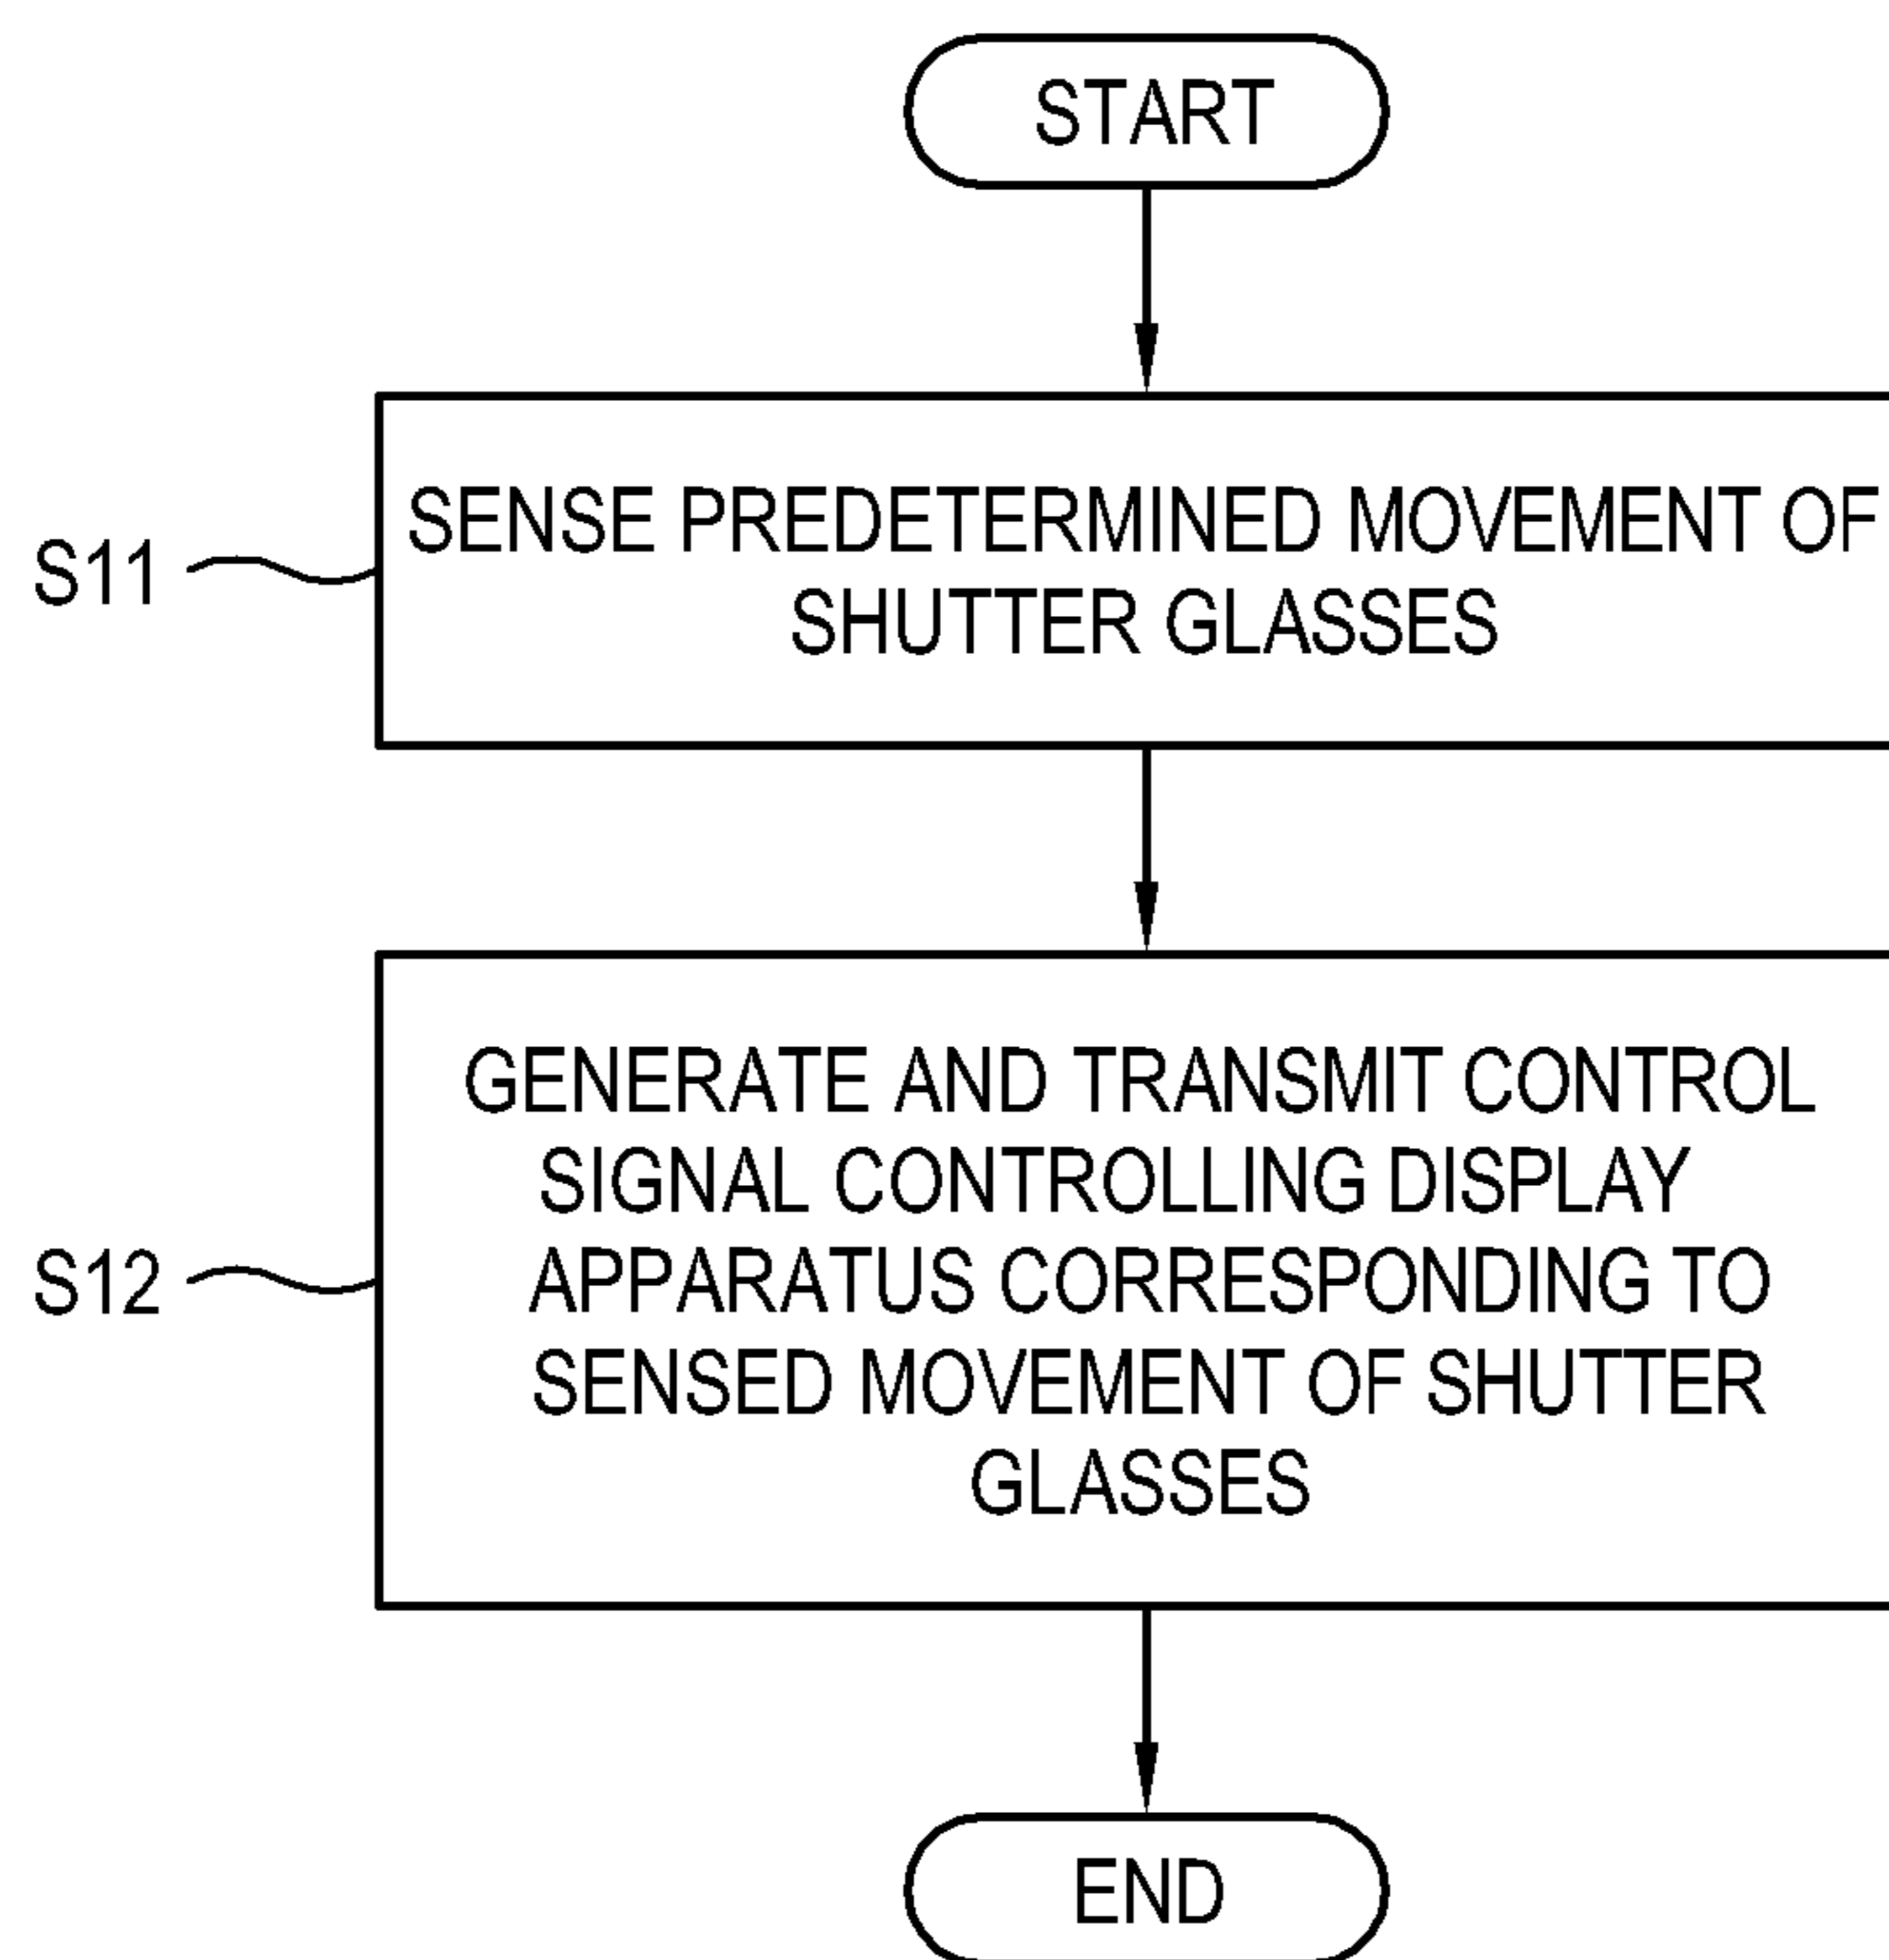 START
S11
SENSE PREDETERMINED MOVEMENT OF
SHUTTER GLASSES
S12
GENERATE AND TRANSMIT CONTROL
SIGNAL CONTROLLING DISPLAY
APPARATUS CORRESPONDING TO
SENSED MOVEMENT OF SHUTTER
GLASSES
END